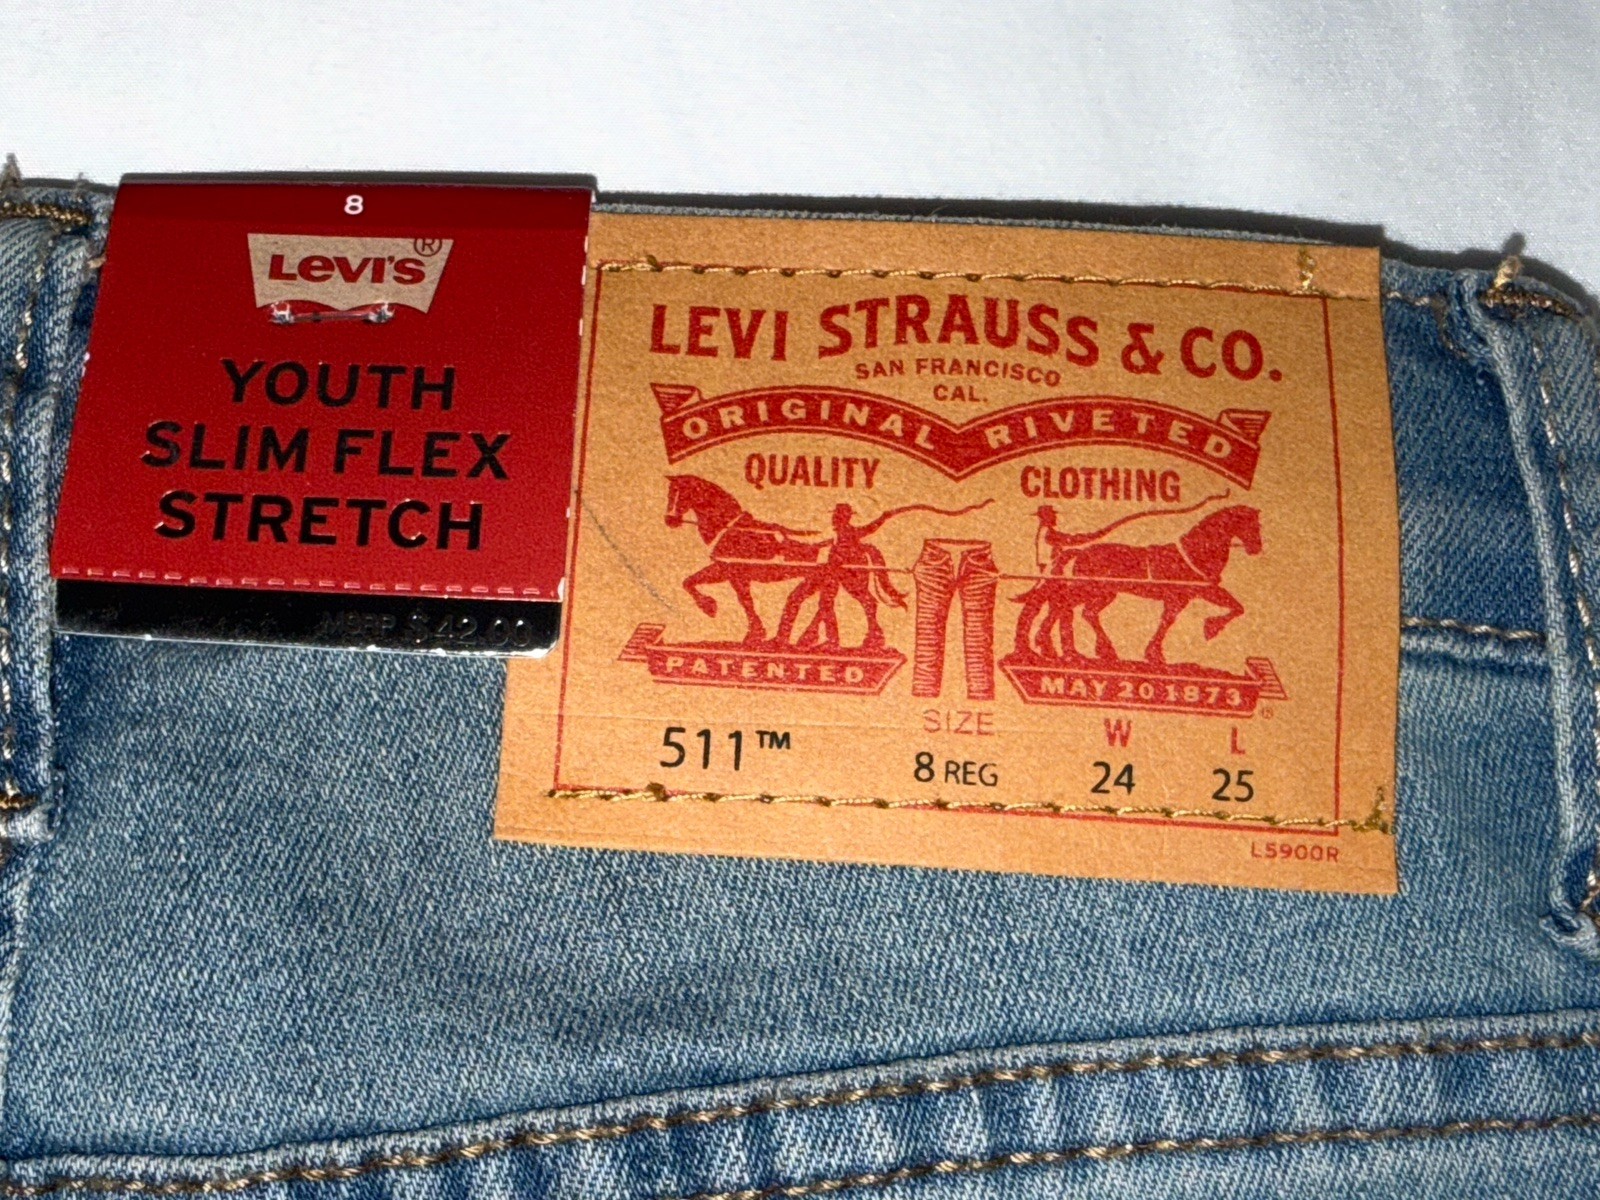 8
Levi's®
YOUTH
SLIM FLEX
STRETCH
MSRP $42.00
LEVI STRAUSS & CO.
SAN FRANCISCO
CAL.
ORIGINAL RIVETED
QUALITY CLOTHING
PATENTED MAY 20 1873
®
SIZE W L
511™ 8 REG 24 25
L5900R